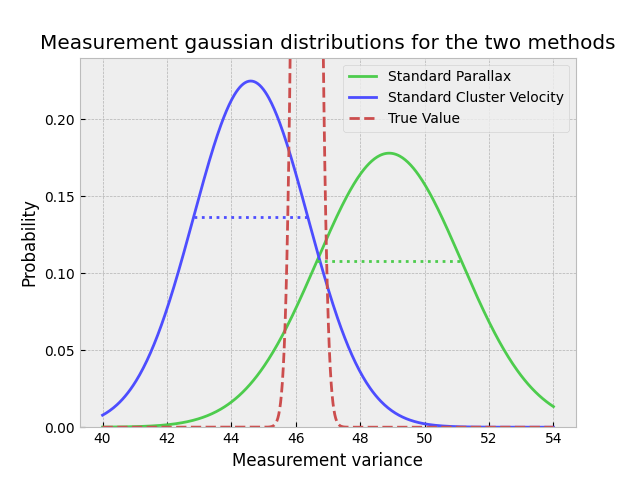 Measurement gaussian distributions for the two methods
Standard Parallax
Standard Cluster Velocity
True Value
Probability
0.20
0.15
0.10
0.05
0.00
40 42 44 46 48 50 52 54
Measurement variance